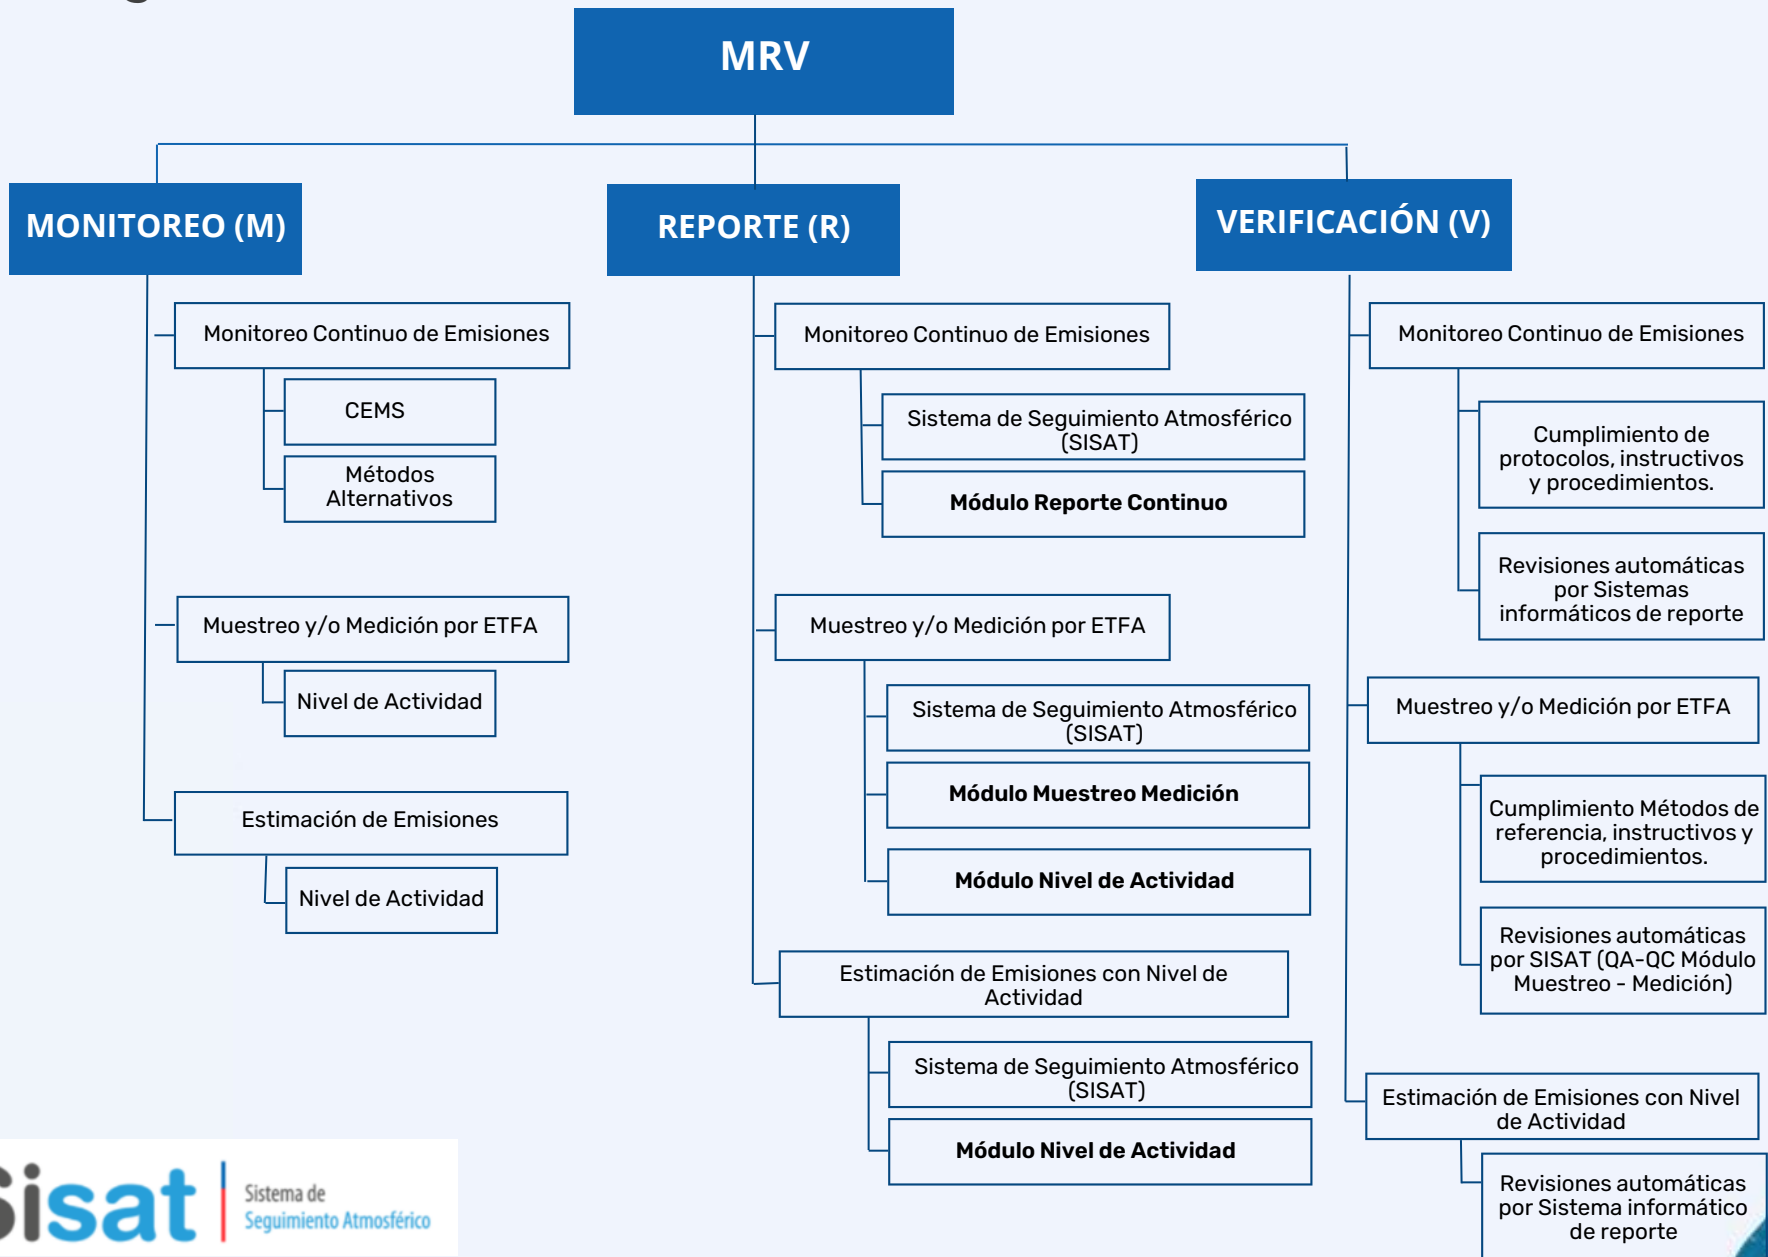 MRV
MONITOREO (M)
Monitoreo Continuo de Emisiones
CEMS
Métodos
Alternativos
Muestreo y/o Medición por ETFA
Nivel de Actividad
Estimación de Emisiones
Nivel de Actividad
REPORTE (R)
Monitoreo Continuo de Emisiones
Sistema de Seguimiento Atmosférico
(SISAT)
Módulo Reporte Continuo
Muestreo y/o Medición por ETFA
Sistema de Seguimiento Atmosférico
(SISAT)
Módulo Muestreo Medición
Módulo Nivel de Actividad
Estimación de Emisiones con Nivel de
Actividad
Sistema de Seguimiento Atmosférico
(SISAT)
Módulo Nivel de Actividad
VERIFICACIÓN (V)
Monitoreo Continuo de Emisiones
Cumplimiento de
protocolos, instructivos
y procedimientos.
Revisiones automáticas
por Sistemas
informáticos de reporte
Muestreo y/o Medición por ETFA
Cumplimiento Métodos de
referencia, instructivos y
procedimientos.
Revisiones automáticas
por SISAT (QA-QC Módulo
Muestreo - Medición)
Estimación de Emisiones con Nivel
de Actividad
Revisiones automáticas
por Sistema informático
de reporte
Sisat
Sistema de
Seguimiento Atmosférico